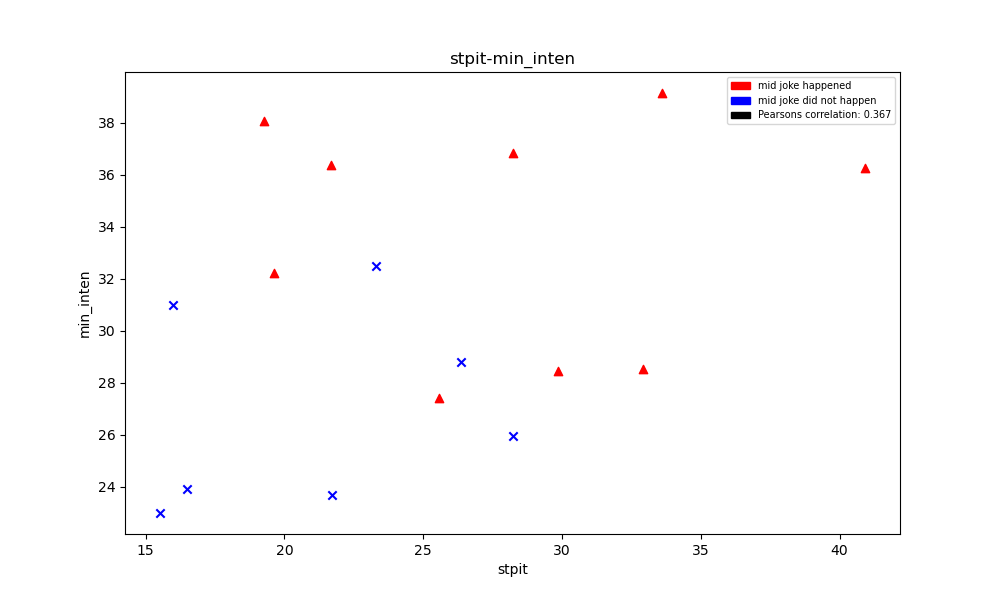 stpit-min_inten
mid joke happened
mid joke did not happen
Pearsons correlation: 0.367
min_inten
38
36
34
32
30
28
26
24
15 20 25 30 35 40
stpit